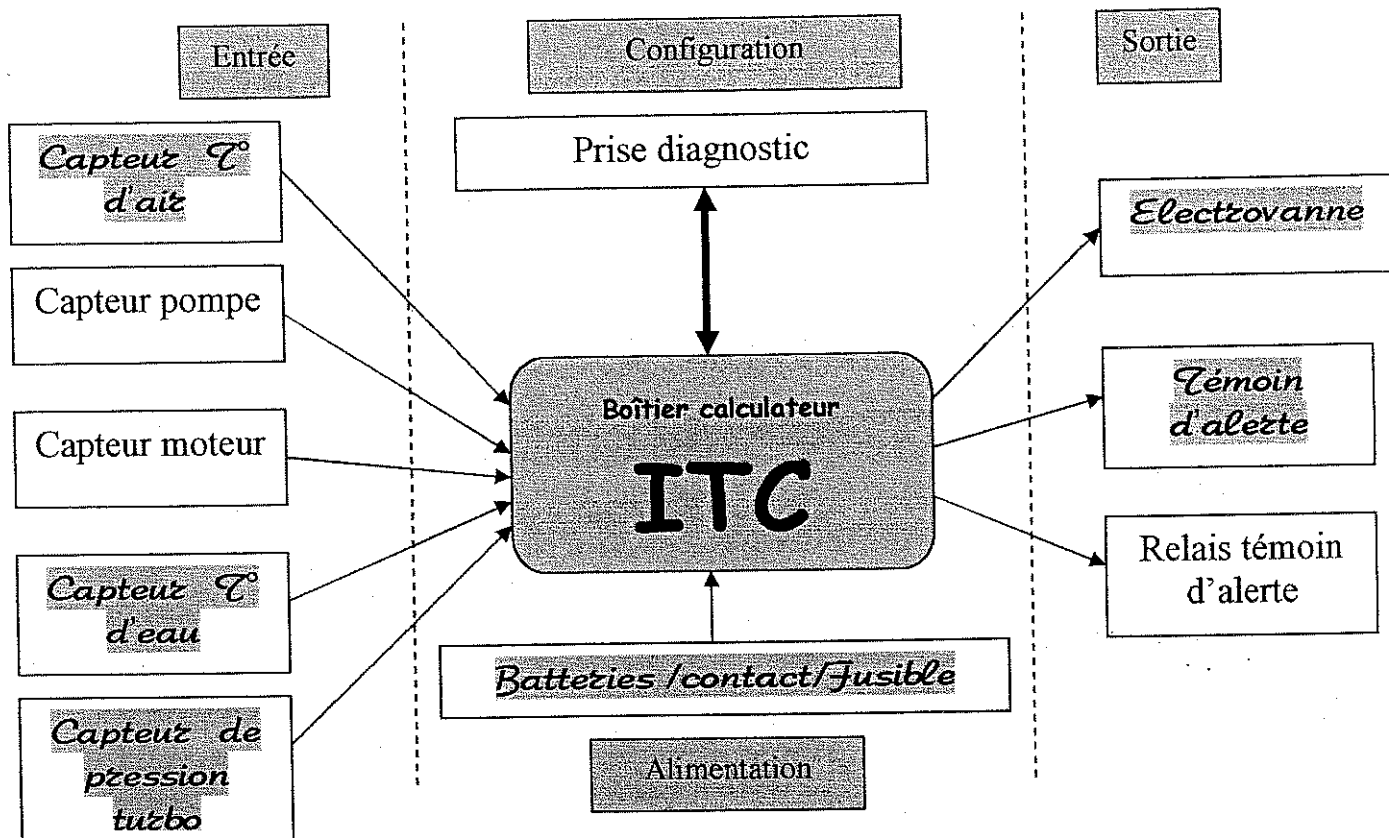 Entrée
Configuration
Sortie
Capteur T°
d'air
Capteur pompe
Capteur moteur
Capteur T°
d'eau
Capteur de
pression
turbo
Prise diagnostic
Boîtier calculateur
ITC
Batteries /contact/Fusible
Alimentation
Electrovanne
Témoin
d'alerte
Relais témoin
d'alerte